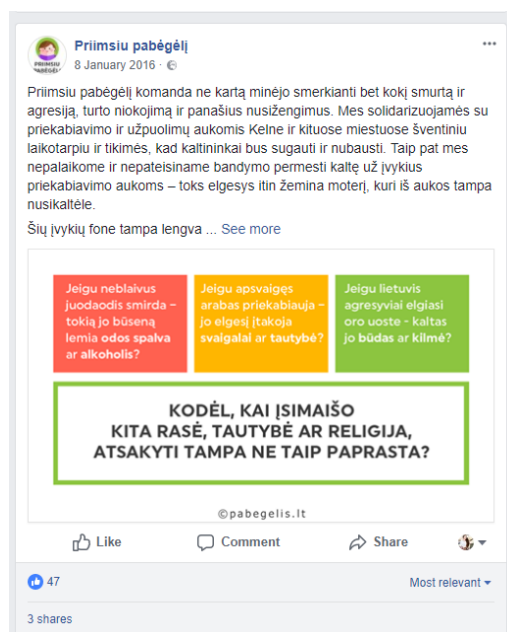 Priimsiu pabėgėlį
8 January 2016 ·
Priimsiu pabėgėlį komanda ne kartą minėjo smerkianti bet kokį smurtą ir
agresiją, turto niokojimą ir panašius nusižengimus. Mes solidarizuojamės su
priekabiavimo ir užpuolimų aukomis Kelne ir kituose miestuose šventiniu
laikotarpiu ir tikimės, kad kaltininkai bus sugauti ir nubausti. Taip pat mes
nepalaikome ir nepateisiname bandymo permesti kaltę už įvykius
priekabiavimo aukoms – toks elgesys itin žemina moterį, kuri iš aukos tampa
nusikaltėle.
Šių įvykių fone tampa lengva ... See more
Jeigu neblaivus
juodaodis smirda –
tokią jo būseną
lemia odos spalva
ar alkoholis?
Jeigu apsvaigęs
arabas priekabiauja –
jo elgesį įtakoja
svaigalai ar tautybė?
Jeigu lietuvis
agresyviai elgiasi
oro uoste - kaltas
jo būdas ar kilmė?
KODĖL, KAI ĮSIMAIŠO
KITA RASĖ, TAUTYBĖ AR RELIGIJA,
ATSAKYTI TAMPA NE TAIP PAPRASTA?
©pabegelis.lt
Like Comment Share
47 Most relevant
3 shares